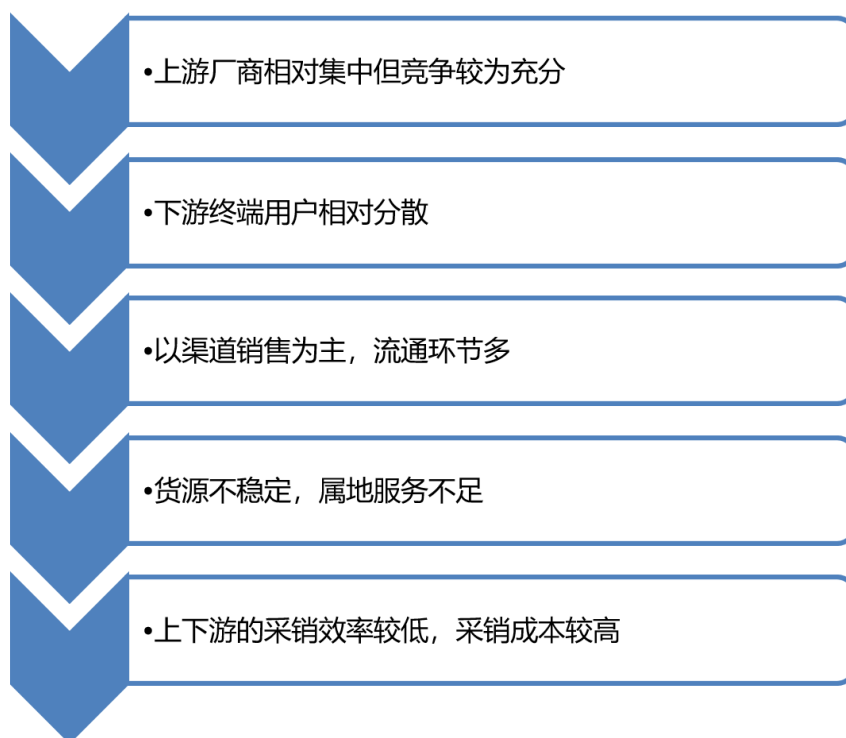 •上游厂商相对集中但竞争较为充分
•下游终端用户相对分散
•以渠道销售为主，流通环节多
•货源不稳定，属地服务不足
•上下游的采销效率较低，采销成本较高